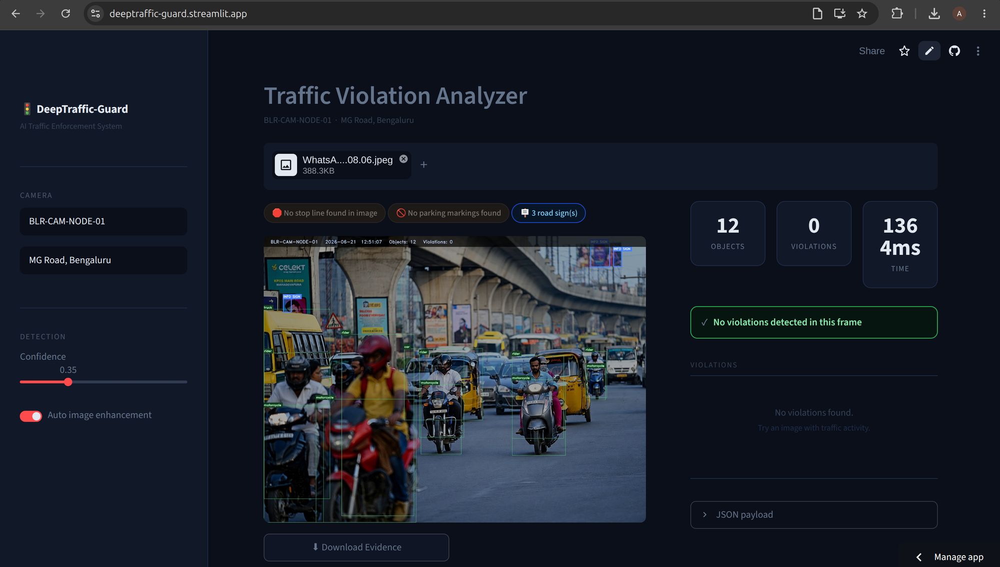 deeptraffic-guard.streamlit.app
A
Share
🚦 DeepTraffic-Guard
AI Traffic Enforcement System
CAMERA
BLR-CAM-NODE-01
MG Road, Bengaluru
DETECTION
Confidence
0.35
Auto image enhancement
Traffic Violation Analyzer
BLR-CAM-NODE-01 · MG Road, Bengaluru
WhatsA....08.06.jpeg
388.3KB
No stop line found in image
No parking markings found
3 road sign(s)
BLR-CAM-NODE-01 2026-06-21 12:51:07 Objects: 12 Violations: 0
INFO SIGN
INFO SIGN
CELEKT
KPIIS MAIN ROAD
MAHADEVAPURA
INFO SIGN
truck
rider
rider
car
rider
rider
rider
motorcycle
motorcycle
motorcycle
motorcycle
motorcycle
⬇ Download Evidence
12
OBJECTS
0
VIOLATIONS
136
4ms
TIME
✓ No violations detected in this frame
VIOLATIONS
No violations found.
Try an image with traffic activity.
JSON payload
Manage app